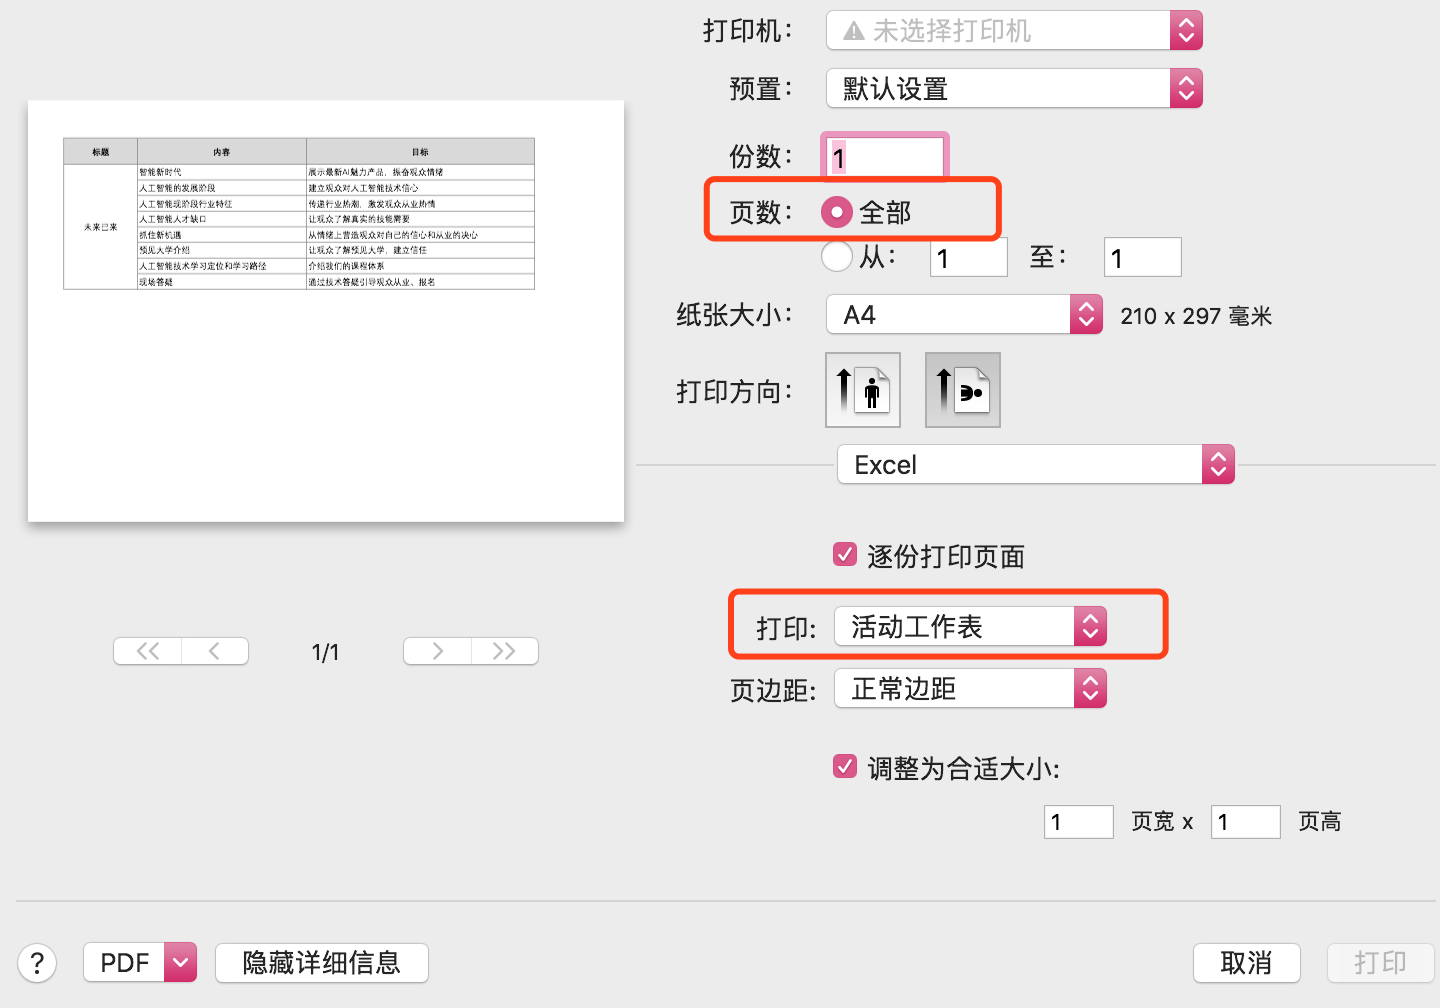 打印机：
未选择打印机
预置：
默认设置
份数：
1
页数：
全部
从：
1
至：
1
纸张大小：
A4
210 x 297 毫米
打印方向：
Excel
逐份打印页面
打印:
活动工作表
页边距:
正常边距
调整为合适大小:
1
页宽 x
1
页高
标题 内容 目标
未来已来
智能新时代 展示最新AI魅力产品，振奋观众情绪
人工智能的发展阶段 建立观众对人工智能技术信心
人工智能现阶段行业特征 传递行业热潮，激发观众从业热情
人工智能人才缺口 让观众了解真实的技能需要
抓住新机遇 从情绪上营造观众对自己的信心和从业的决心
预见大学介绍 让观众了解预见大学，建立信任
人工智能技术学习定位和学习路径 介绍我们的课程体系
现场答疑 通过技术答疑引导观众从业、报名
<< < 1/1 > >>
?
PDF
隐藏详细信息
取消
打印